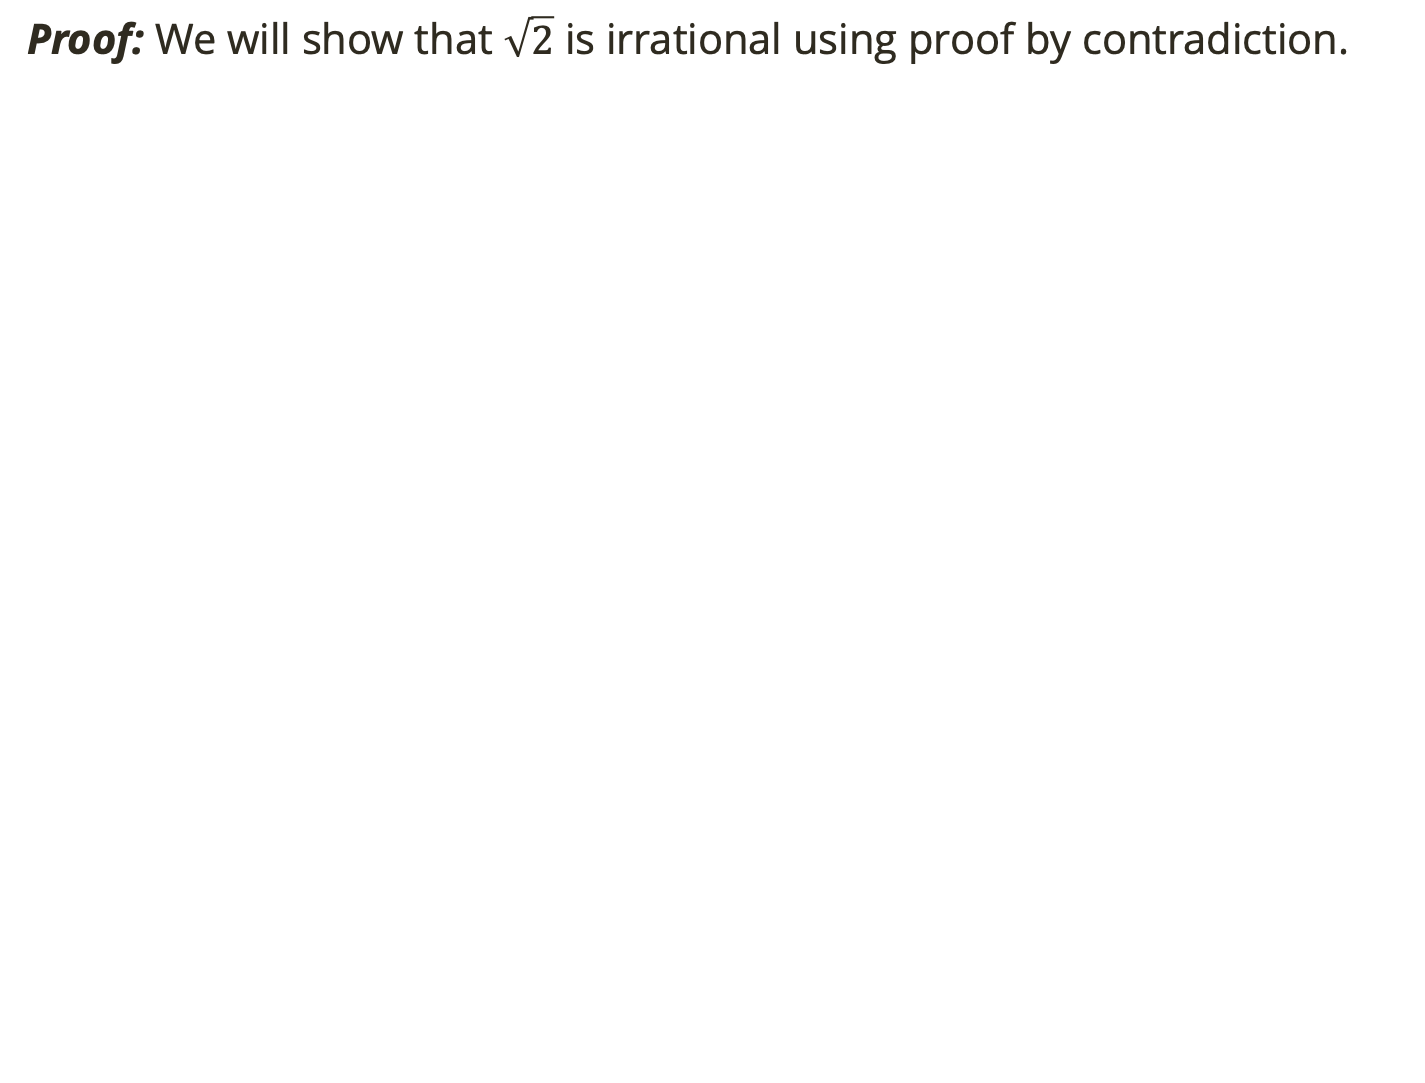 Proof: We will show that √2 is irrational using proof by contradiction.